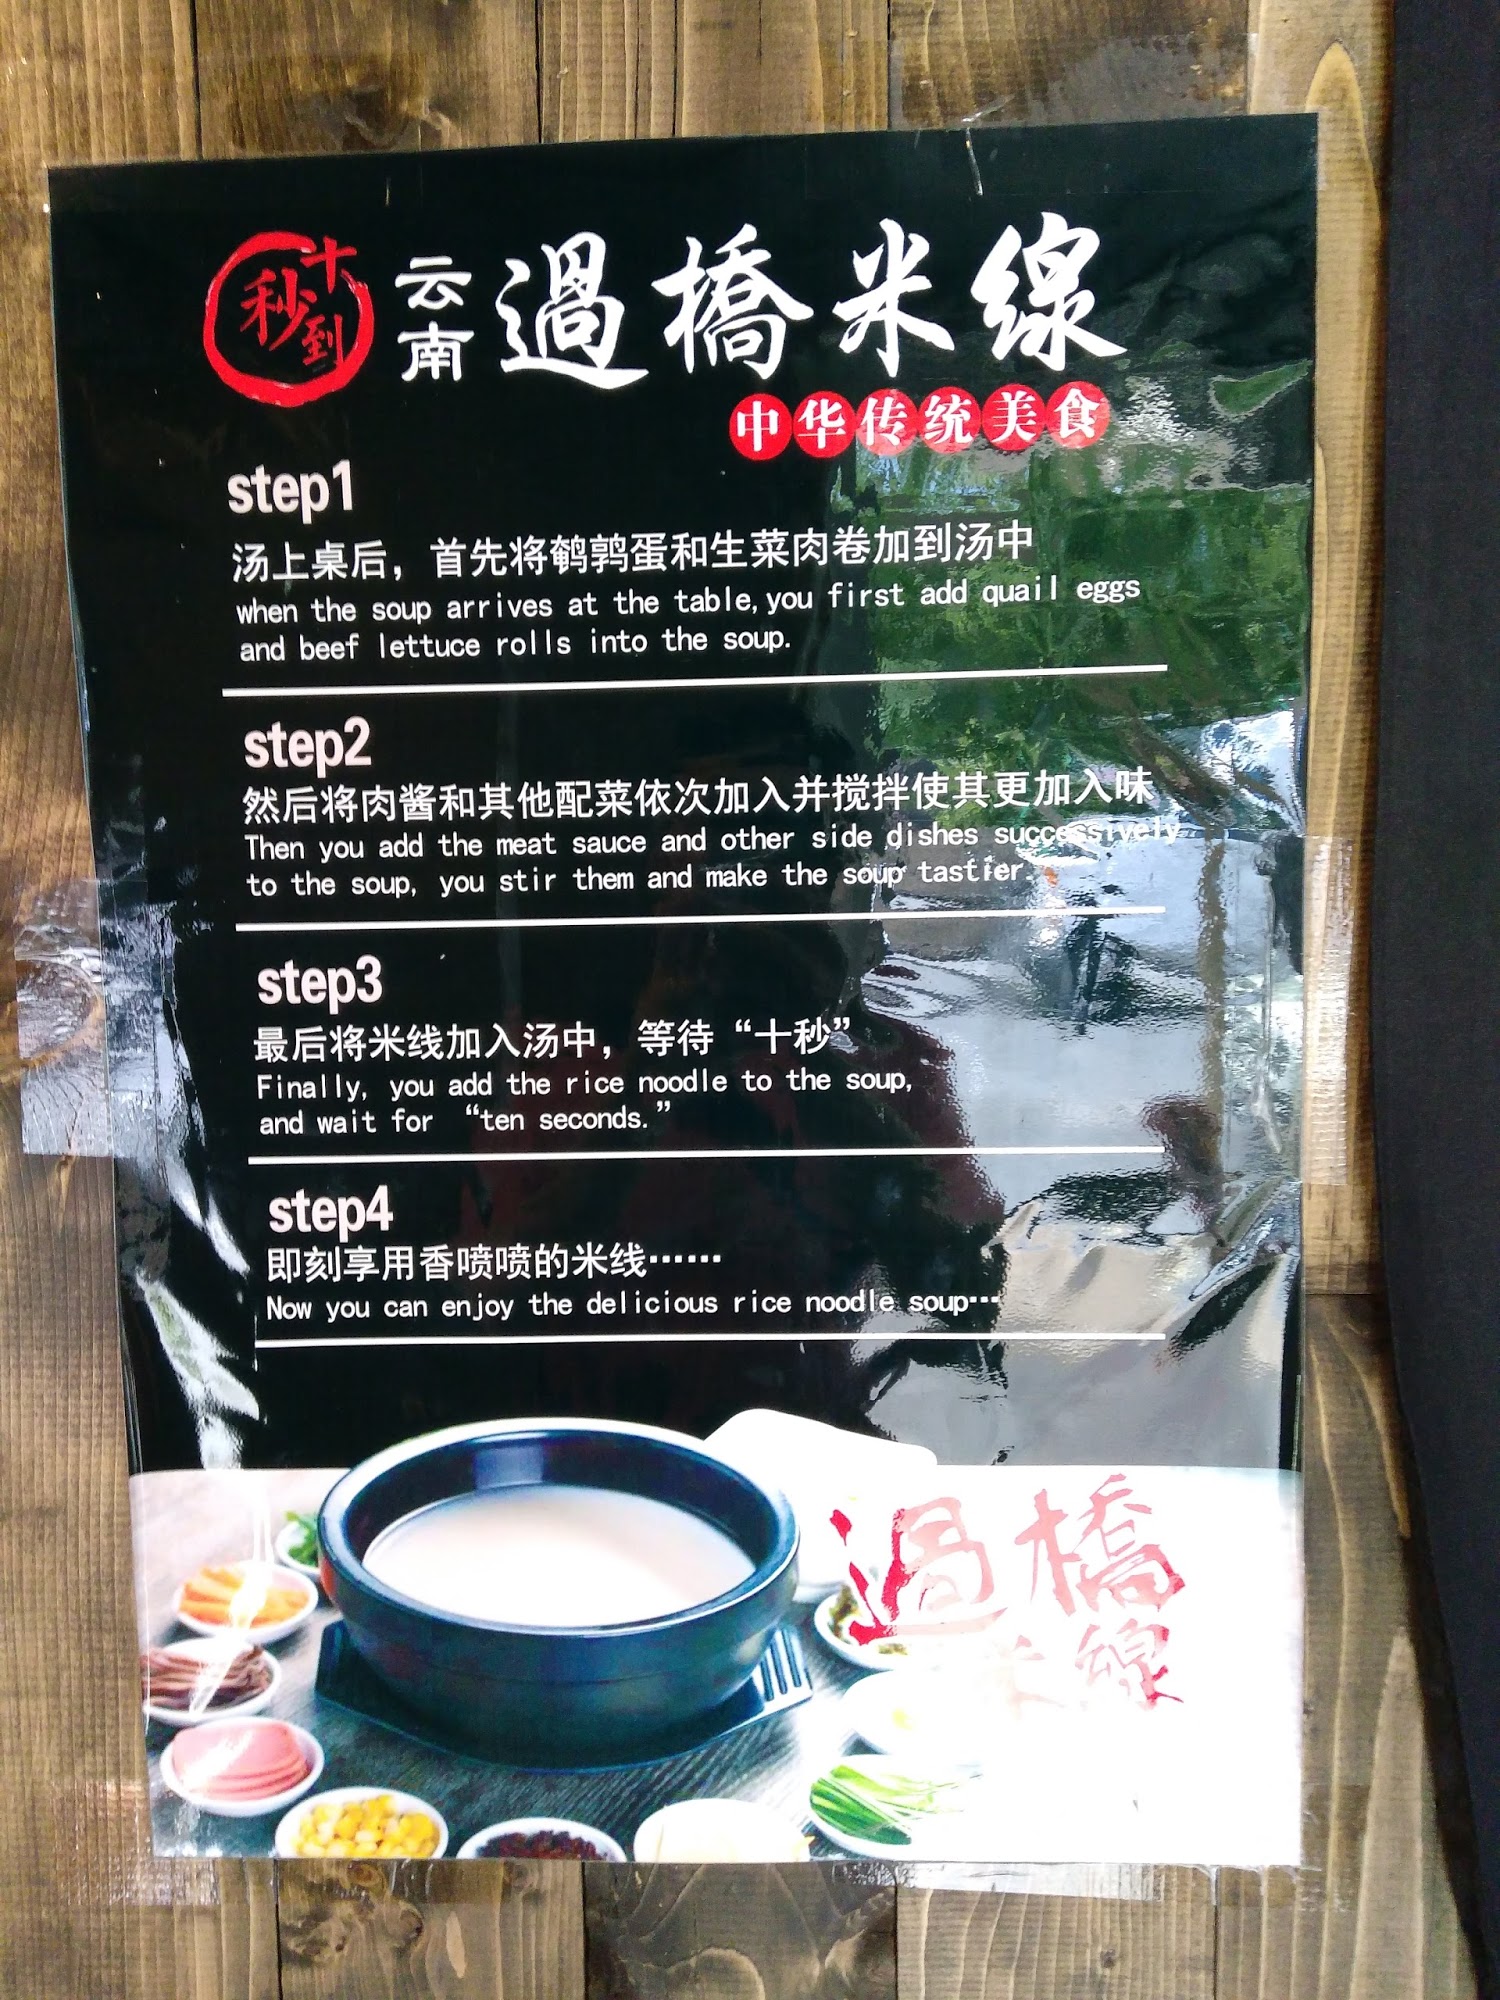 十秒到
云南
過橋米線
中华传统美食
step1
汤上桌后，首先将鹌鹑蛋和生菜肉卷加到汤中
when the soup arrives at the table,you first add quail eggs
and beef lettuce rolls into the soup.
step2
然后将肉酱和其他配菜依次加入并搅拌使其更加入味
Then you add the meat sauce and other side dishes successively
to the soup, you stir them and make the soup tastier.
step3
最后将米线加入汤中，等待“十秒”
Finally, you add the rice noodle to the soup,
and wait for “ten seconds.”
step4
即刻享用香喷喷的米线……
Now you can enjoy the delicious rice noodle soup…
過橋
米線